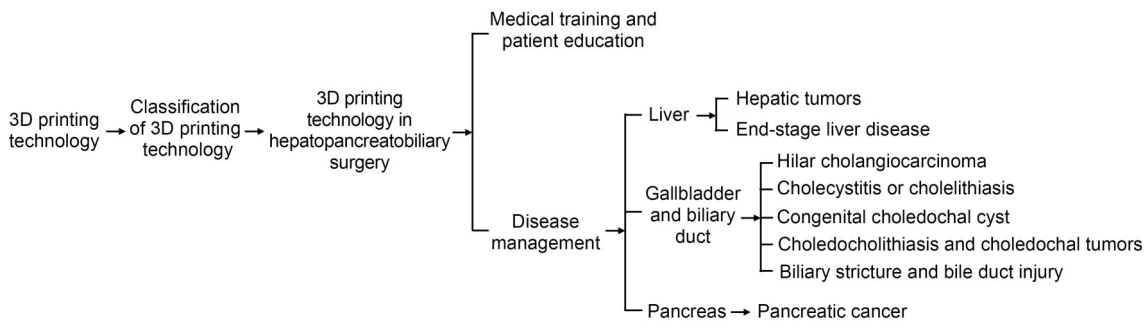 3D printing
technology
Classification
of 3D printing
technology
3D printing
technology in
hepatopancreatobiliary
surgery
Medical training and
patient education
Disease
management
Liver
Hepatic tumors
End-stage liver disease
Gallbladder
and biliary
duct
Hilar cholangiocarcinoma
Cholecystitis or cholelithiasis
Congenital choledochal cyst
Choledocholithiasis and choledochal tumors
Biliary stricture and bile duct injury
Pancreas
Pancreatic cancer